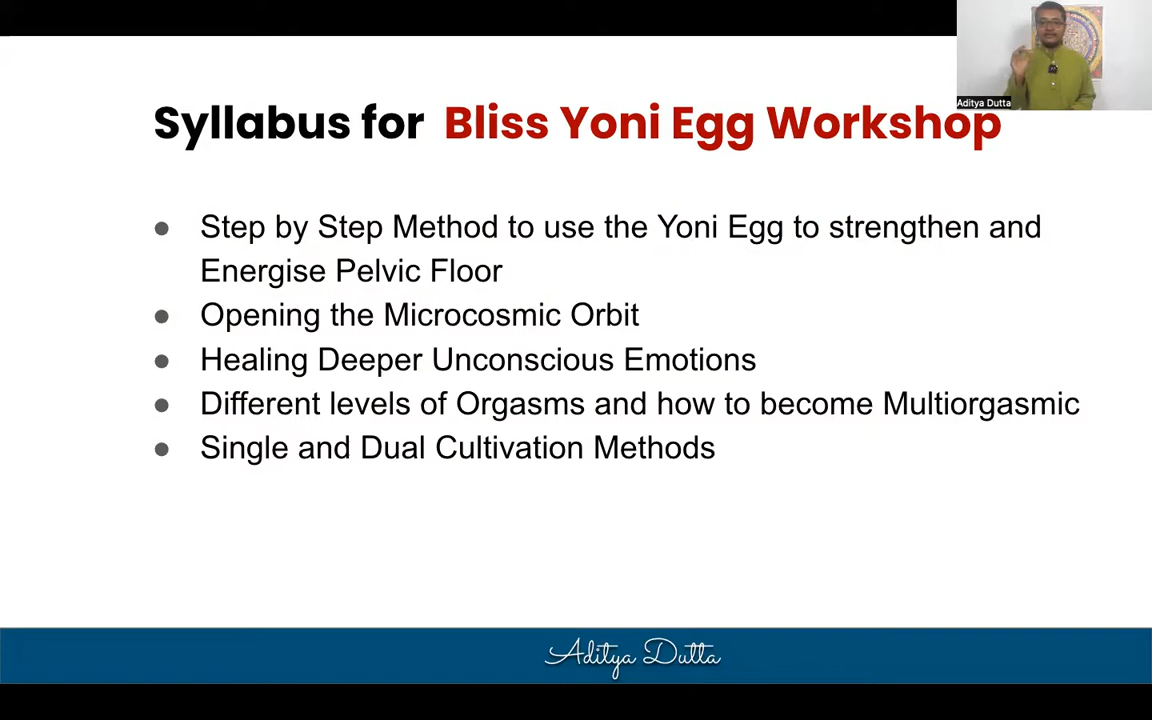 Aditya Dutta
Syllabus for Bliss Yoni Egg Workshop
● Step by Step Method to use the Yoni Egg to strengthen and
Energise Pelvic Floor
● Opening the Microcosmic Orbit
● Healing Deeper Unconscious Emotions
● Different levels of Orgasms and how to become Multiorgasmic
● Single and Dual Cultivation Methods
Aditya Dutta